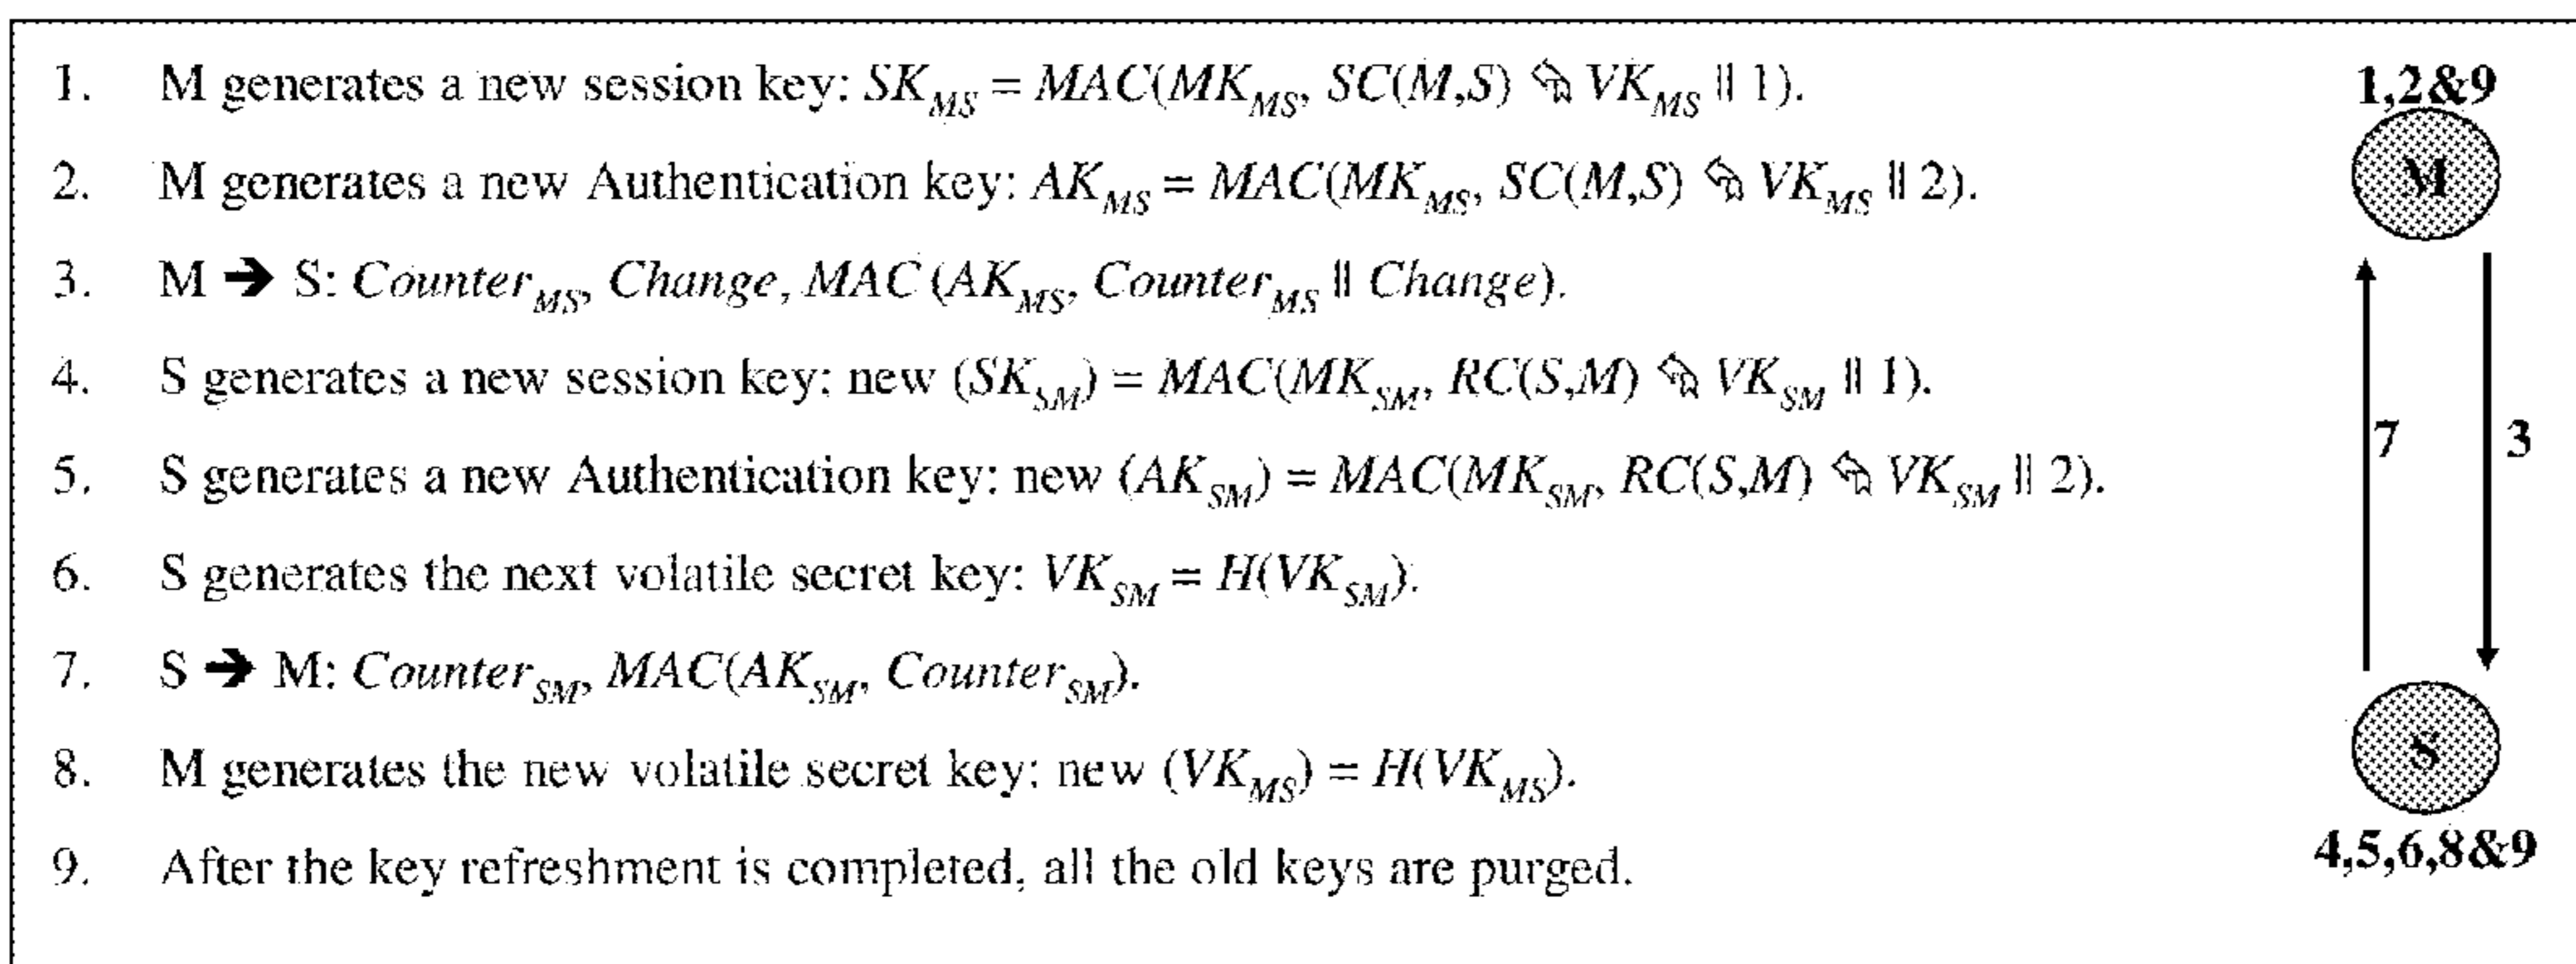 1. M generates a new session key: SK_MS = MAC(MK_MS, SC(M,S) ⇖ VK_MS || 1).
2. M generates a new Authentication key: AK_MS = MAC(MK_MS, SC(M,S) ⇖ VK_MS || 2).
3. M ➔ S: Counter_MS, Change, MAC (AK_MS, Counter_MS || Change).
4. S generates a new session key: new (SK_SM) = MAC(MK_SM, RC(S,M) ⇖ VK_SM || 1).
5. S generates a new Authentication key: new (AK_SM) = MAC(MK_SM, RC(S,M) ⇖ VK_SM || 2).
6. S generates the next volatile secret key: VK_SM = H(VK_SM).
7. S ➔ M: Counter_SM, MAC(AK_SM, Counter_SM).
8. M generates the new volatile secret key: new (VK_MS) = H(VK_MS).
9. After the key refreshment is completed, all the old keys are purged.
1,2&9
M
7
3
S
4,5,6,8&9